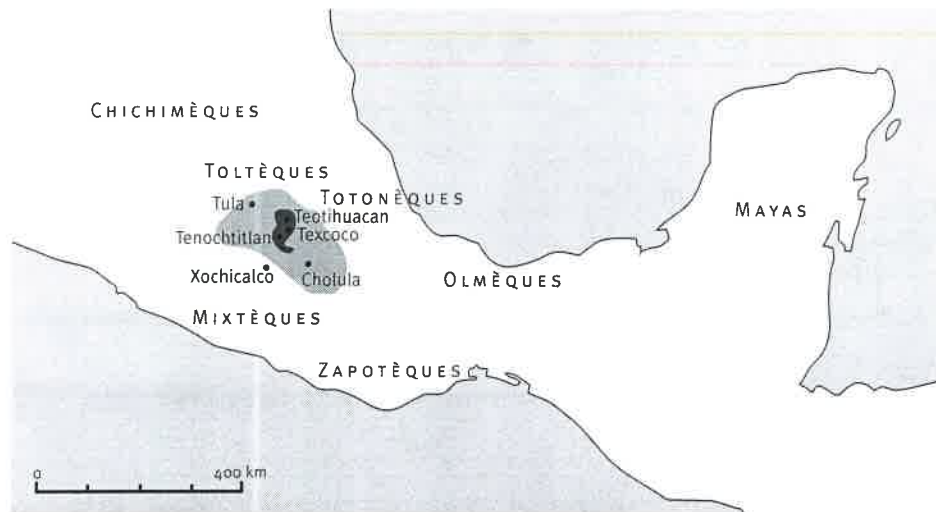 CHICHIMÈQUES
TOLTÈQUES
TOTONÈQUES
Tula
Teotihuacan
Tenochtitlan
Texcoco
MAYAS
Xochicalco
Cholula
OLMÈQUES
MIXTÈQUES
ZAPOTÈQUES
0
400 km